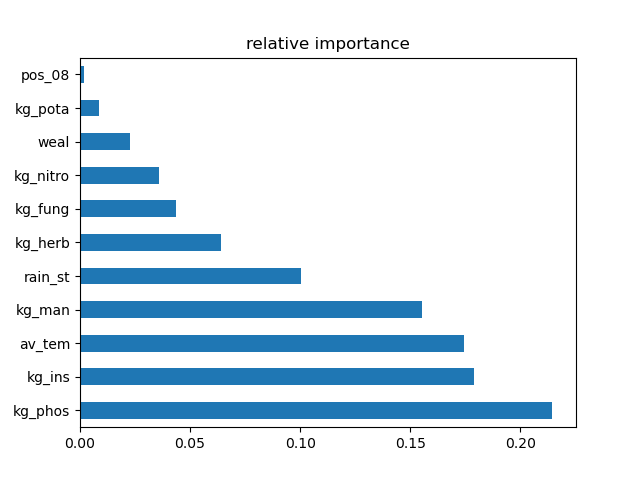 relative importance
pos_08
kg_pota
weal
kg_nitro
kg_fung
kg_herb
rain_st
kg_man
av_tem
kg_ins
kg_phos
0.00 0.05 0.10 0.15 0.20